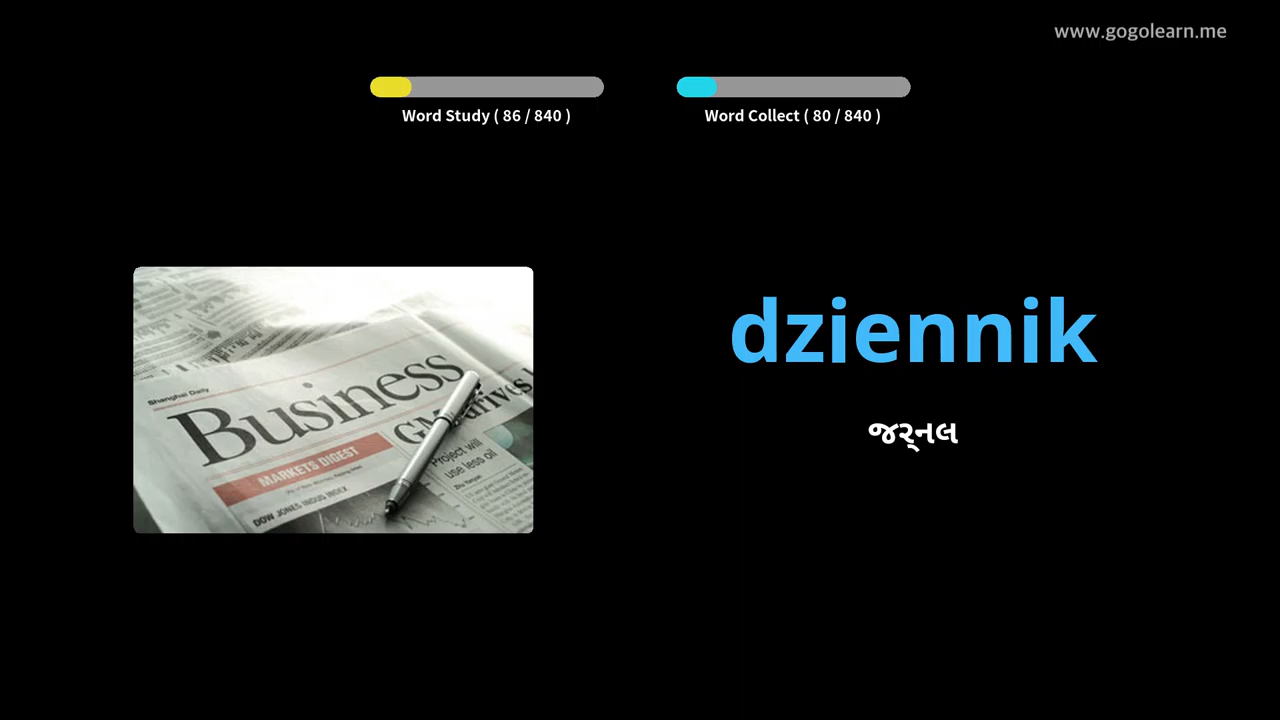 www.gogolearn.me
Word Study ( 86 / 840 )
Word Collect ( 80 / 840 )
Shanghai Daily
Business
GM
MARKETS DIGEST
DOW JONES INDUS INDEX
Project will
use less oil
dziennik
જર્નલ